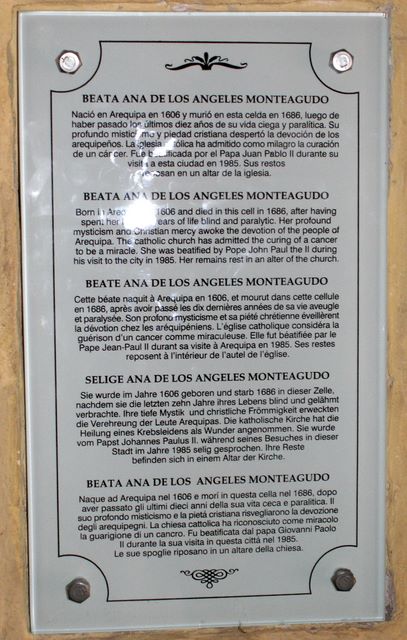 BEATA ANA DE LOS ANGELES MONTEAGUDO
Nació en Arequipa en 1606 y murió en esta celda en 1686, luego de
haber pasado los últimos diez años de su vida ciega y paralítica. Su
profundo misticismo y piedad cristiana despertó la devoción de los
arequipeños. La iglesia católica ha admitido como milagro la curación
de un cáncer. Fue beatificada por el Papa Juan Pablo II durante su
visita a esta ciudad en 1985. Sus restos
reposan en un altar de la iglesia.
BEATA ANA DE LOS ANGELES MONTEAGUDO
Born in Arequipa 1606 and died in this cell in 1686, after having
spent her years of life blind and paralytic. Her profound
mysticism and Christian mercy awoke the devotion of the people of
Arequipa. The catholic church has admitted the curing of a cancer
to be a miracle. She was beatified by Pope John Paul the II during
his visit to the city in 1985. Her remains rest in an alter of the church.
BEATE ANA DE LOS ANGELES MONTEAGUDO
Cette béate naquit à Arequipa en 1606, et mourut dans cette cellule
en 1686, après avoir passé les dix dernières années de sa vie aveugle
et paralysée. Son profond mysticisme et sa piété chrétienne éveillèrent
la dévotion chez les aréquipéniens. L'église catholique considéra la
guérison d'un cancer comme miraculeuse. Elle fut béatifiée par le
Pape Jean-Paul II durant sa visite à Arequipa en 1985. Ses restes
reposent à l'intérieur de l'autel de l'église.
SELIGE ANA DE LOS ANGELES MONTEAGUDO
Sie wurde im Jahre 1606 geboren und starb 1686 in dieser Zelle,
nachdem sie die letzten zehn Jahre ihres Lebens blind und gelähmt
verbrachte. Ihre tiefe Mystik und christliche Frömmigkeit erweckten
die Verehrung der Leute Arequipas. Die katholische Kirche hat die
Heilung eines Krebsleidens als Wunder angenommen. Sie wurde
vom Papst Johannes Paulus II. während seines Besuches in dieser
Stadt im Jahre 1985 selig gesprochen. Ihre Reste
befinden sich in einem Altar der Kirche.
BEATA ANA DE LOS ANGELES MONTEAGUDO
Naque ad Arequipa nel 1606 e morí in questa cella nel 1686, dopo
aver passato gli ultimi dieci anni della sua vita ceca e paralitica. Il
suo profondo misticismo e la pietá cristiana risvegliarono la devozione
degli arequipegni. La chiesa cattolica ha riconosciuto come miracolo
la guarigione di un cancro. Fu beatificata dal papa Giovanni Paolo
II durante la sua visita in questa città nel 1985.
Le sue spoglie riposano in un altare della chiesa.